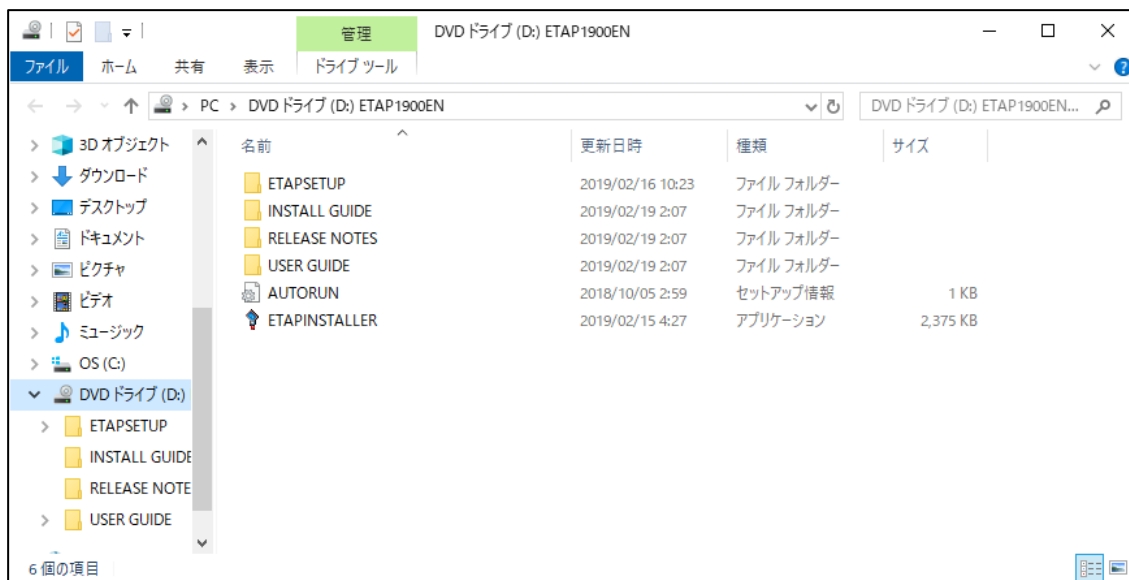 管理 DVD ドライブ (D:) ETAP1900EN
ファイル ホーム 共有 表示 ドライブ ツール
PC DVD ドライブ (D:) ETAP1900EN DVD ドライブ (D:) ETAP1900EN...
名前 更新日時 種類 サイズ
3D オブジェクト
ダウンロード
デスクトップ
ドキュメント
ピクチャ
ビデオ
ミュージック
OS (C:)
DVD ドライブ (D:)
ETAPSETUP
INSTALL GUIDE
RELEASE NOTE
USER GUIDE
ETAPSETUP 2019/02/16 10:23 ファイル フォルダー
INSTALL GUIDE 2019/02/19 2:07 ファイル フォルダー
RELEASE NOTES 2019/02/19 2:07 ファイル フォルダー
USER GUIDE 2019/02/19 2:07 ファイル フォルダー
AUTORUN 2018/10/05 2:59 セットアップ情報 1 KB
ETAPINSTALLER 2019/02/15 4:27 アプリケーション 2,375 KB
6 個の項目